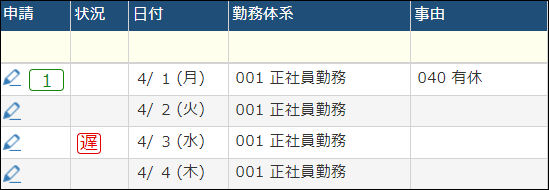 申請 状況 日付 勤務体系 事由
1 4/ 1 (月) 001 正社員勤務 040 有休
4/ 2 (火) 001 正社員勤務
遅 4/ 3 (水) 001 正社員勤務
4/ 4 (木) 001 正社員勤務